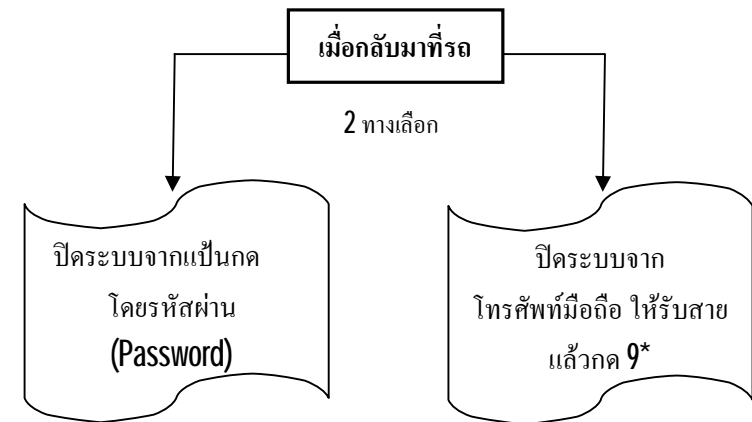 เมื่อกลับมาที่รถ
2 ทางเลือก
ปิดระบบจากแป้นกด
โดยรหัสผ่าน
(Password)
ปิดระบบจาก
โทรศัพท์มือถือ ให้รับสาย
แล้วกด 9*